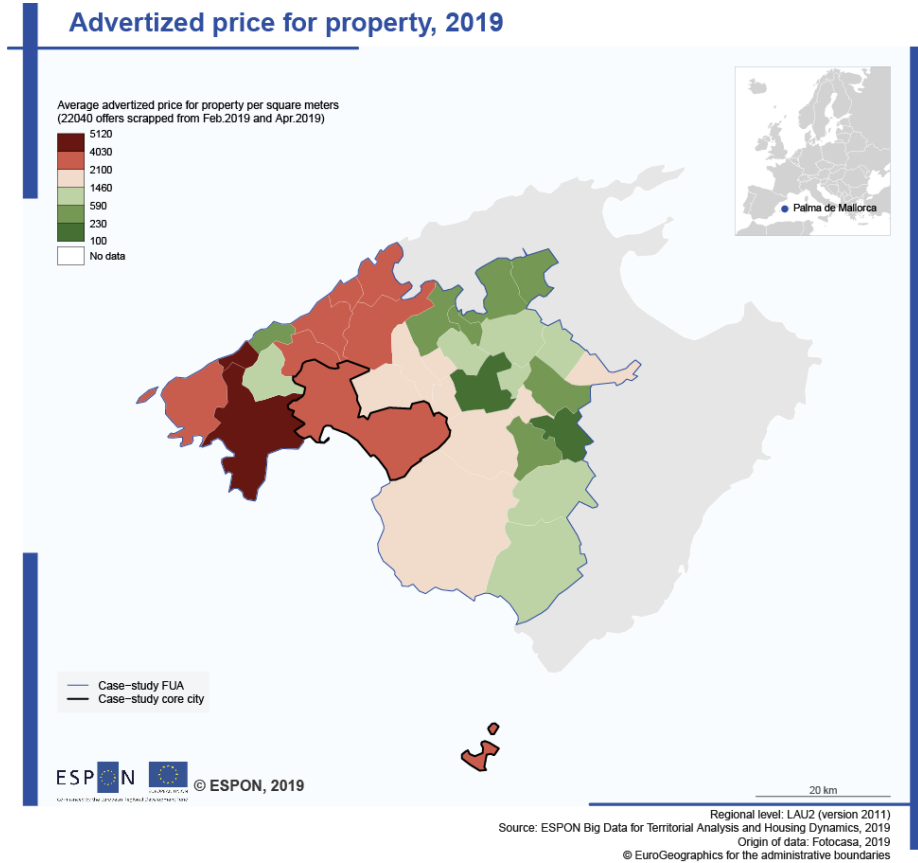 Advertized price for property, 2019
Average advertized price for property per square meters
(22040 offers scrapped from Feb.2019 and Apr.2019)
5120
4030
2100
1460
590
230
100
No data
Palma de Mallorca
Case−study FUA
Case−study core city
ESPON
© ESPON, 2019
20 km
Regional level: LAU2 (version 2011)
Source: ESPON Big Data for Territorial Analysis and Housing Dynamics, 2019
Origin of data: Fotocasa, 2019
© EuroGeographics for the administrative boundaries